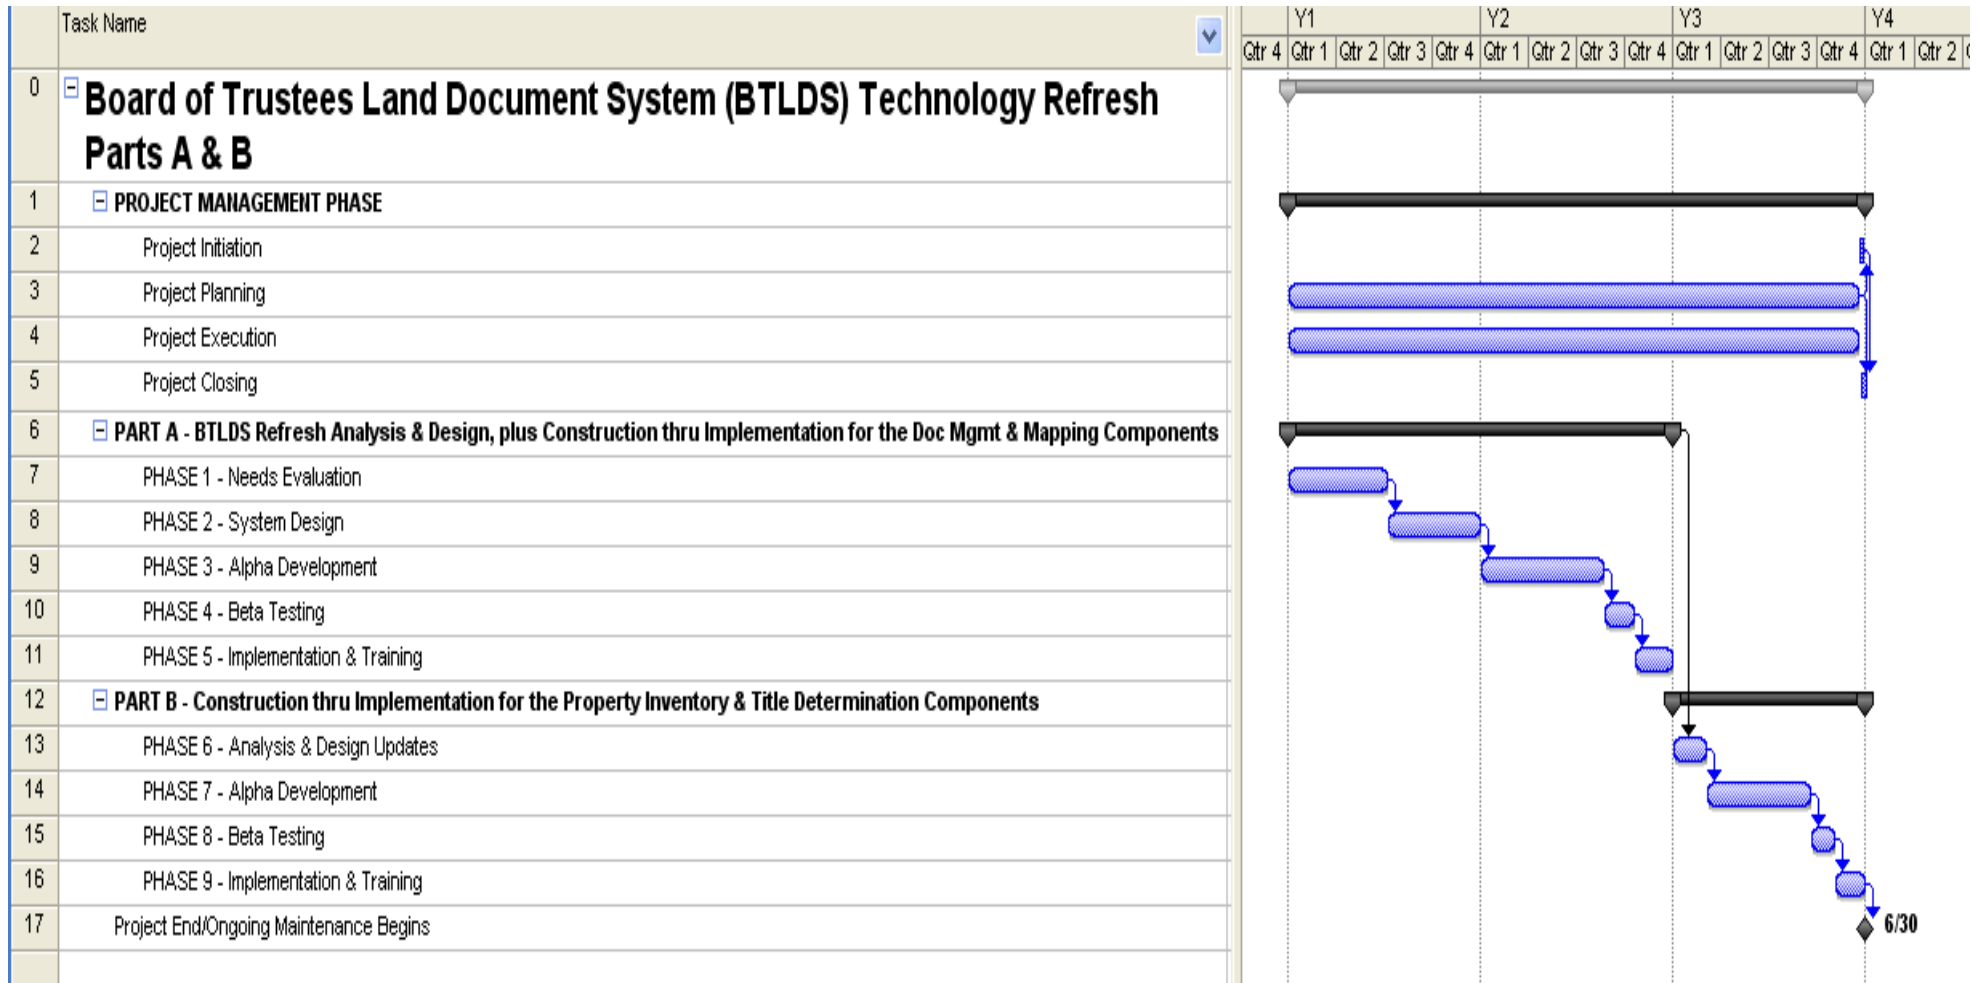 Task Name
Y1 Y2 Y3 Y4
Qtr 4 Qtr 1 Qtr 2 Qtr 3 Qtr 4 Qtr 1 Qtr 2 Qtr 3 Qtr 4 Qtr 1 Qtr 2 Qtr 3 Qtr 4 Qtr 1 Qtr 2
0 Board of Trustees Land Document System (BTLDS) Technology Refresh
Parts A & B
1 PROJECT MANAGEMENT PHASE
2 Project Initiation
3 Project Planning
4 Project Execution
5 Project Closing
6 PART A - BTLDS Refresh Analysis & Design, plus Construction thru Implementation for the Doc Mgmt & Mapping Components
7 PHASE 1 - Needs Evaluation
8 PHASE 2 - System Design
9 PHASE 3 - Alpha Development
10 PHASE 4 - Beta Testing
11 PHASE 5 - Implementation & Training
12 PART B - Construction thru Implementation for the Property Inventory & Title Determination Components
13 PHASE 6 - Analysis & Design Updates
14 PHASE 7 - Alpha Development
15 PHASE 8 - Beta Testing
16 PHASE 9 - Implementation & Training
17 Project End/Ongoing Maintenance Begins 6/30